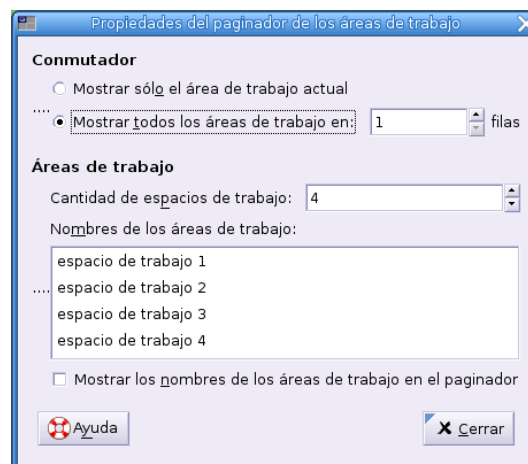 Propiedades del paginador de los áreas de trabajo
Conmutador
Mostrar sólo el área de trabajo actual
Mostrar todos los áreas de trabajo en: 1 filas
Áreas de trabajo
Cantidad de espacios de trabajo: 4
Nombres de los áreas de trabajo:
espacio de trabajo 1
espacio de trabajo 2
espacio de trabajo 3
espacio de trabajo 4
Mostrar los nombres de los áreas de trabajo en el paginador
Ayuda
Cerrar